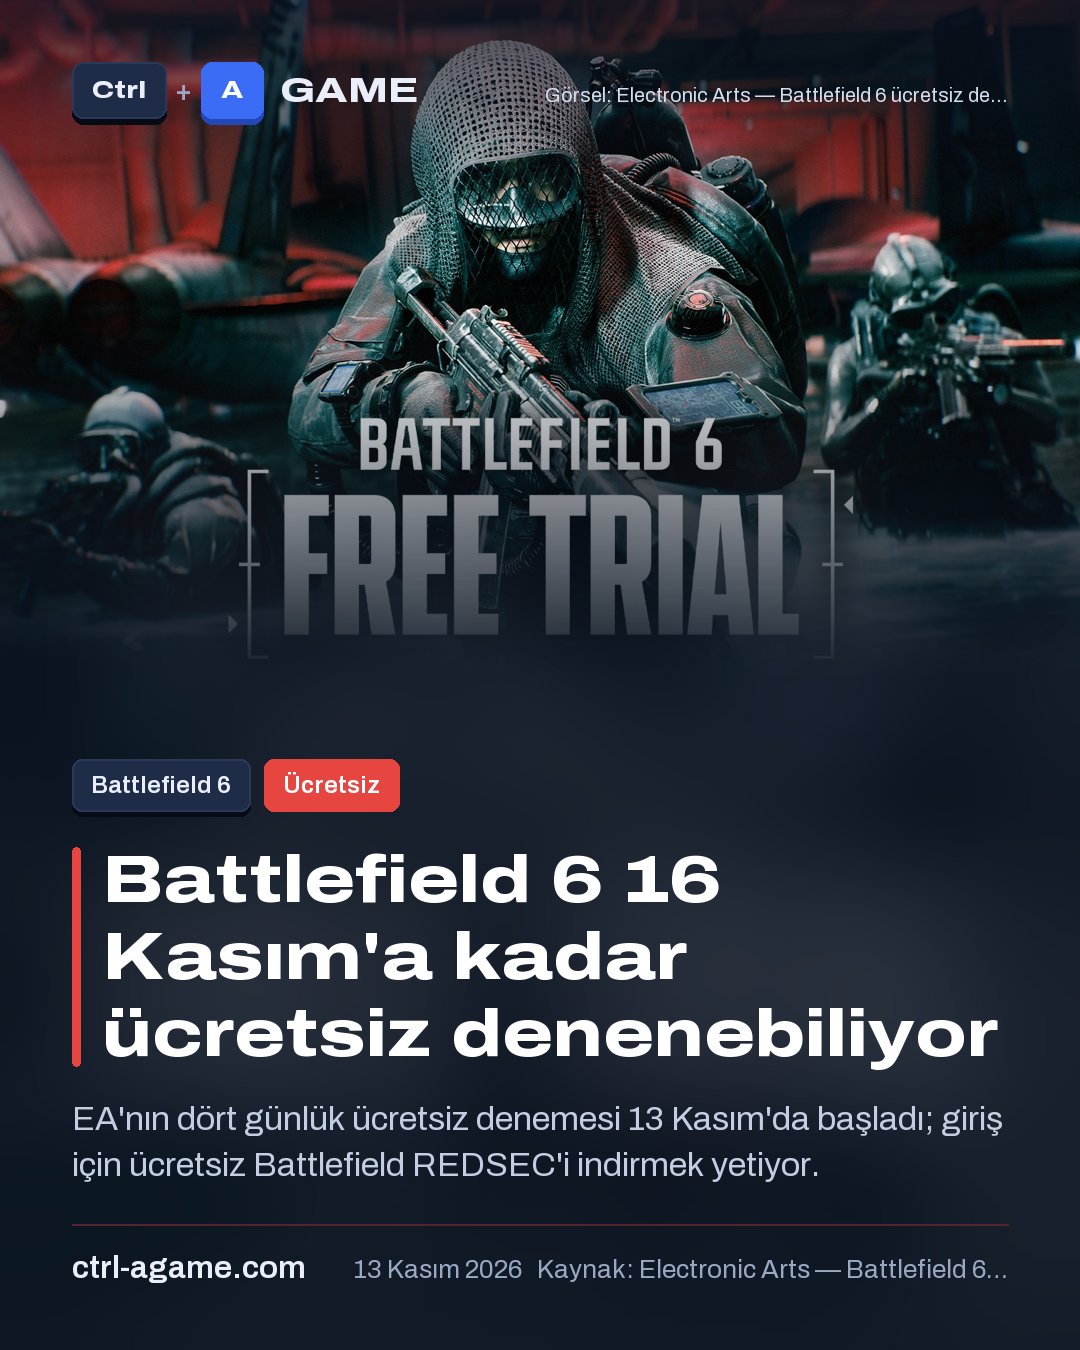 Ctrl + A GAME
Görsel: Electronic Arts — Battlefield 6 ücretsiz de...
BATTLEFIELD™ 6
FREE TRIAL
Battlefield 6 Ücretsiz
Battlefield 6 16
Kasım'a kadar
ücretsiz denenebiliyor
EA'nın dört günlük ücretsiz denemesi 13 Kasım'da başladı; giriş
için ücretsiz Battlefield REDSEC'i indirmek yetiyor.
ctrl-agame.com 13 Kasım 2026 Kaynak: Electronic Arts — Battlefield 6...